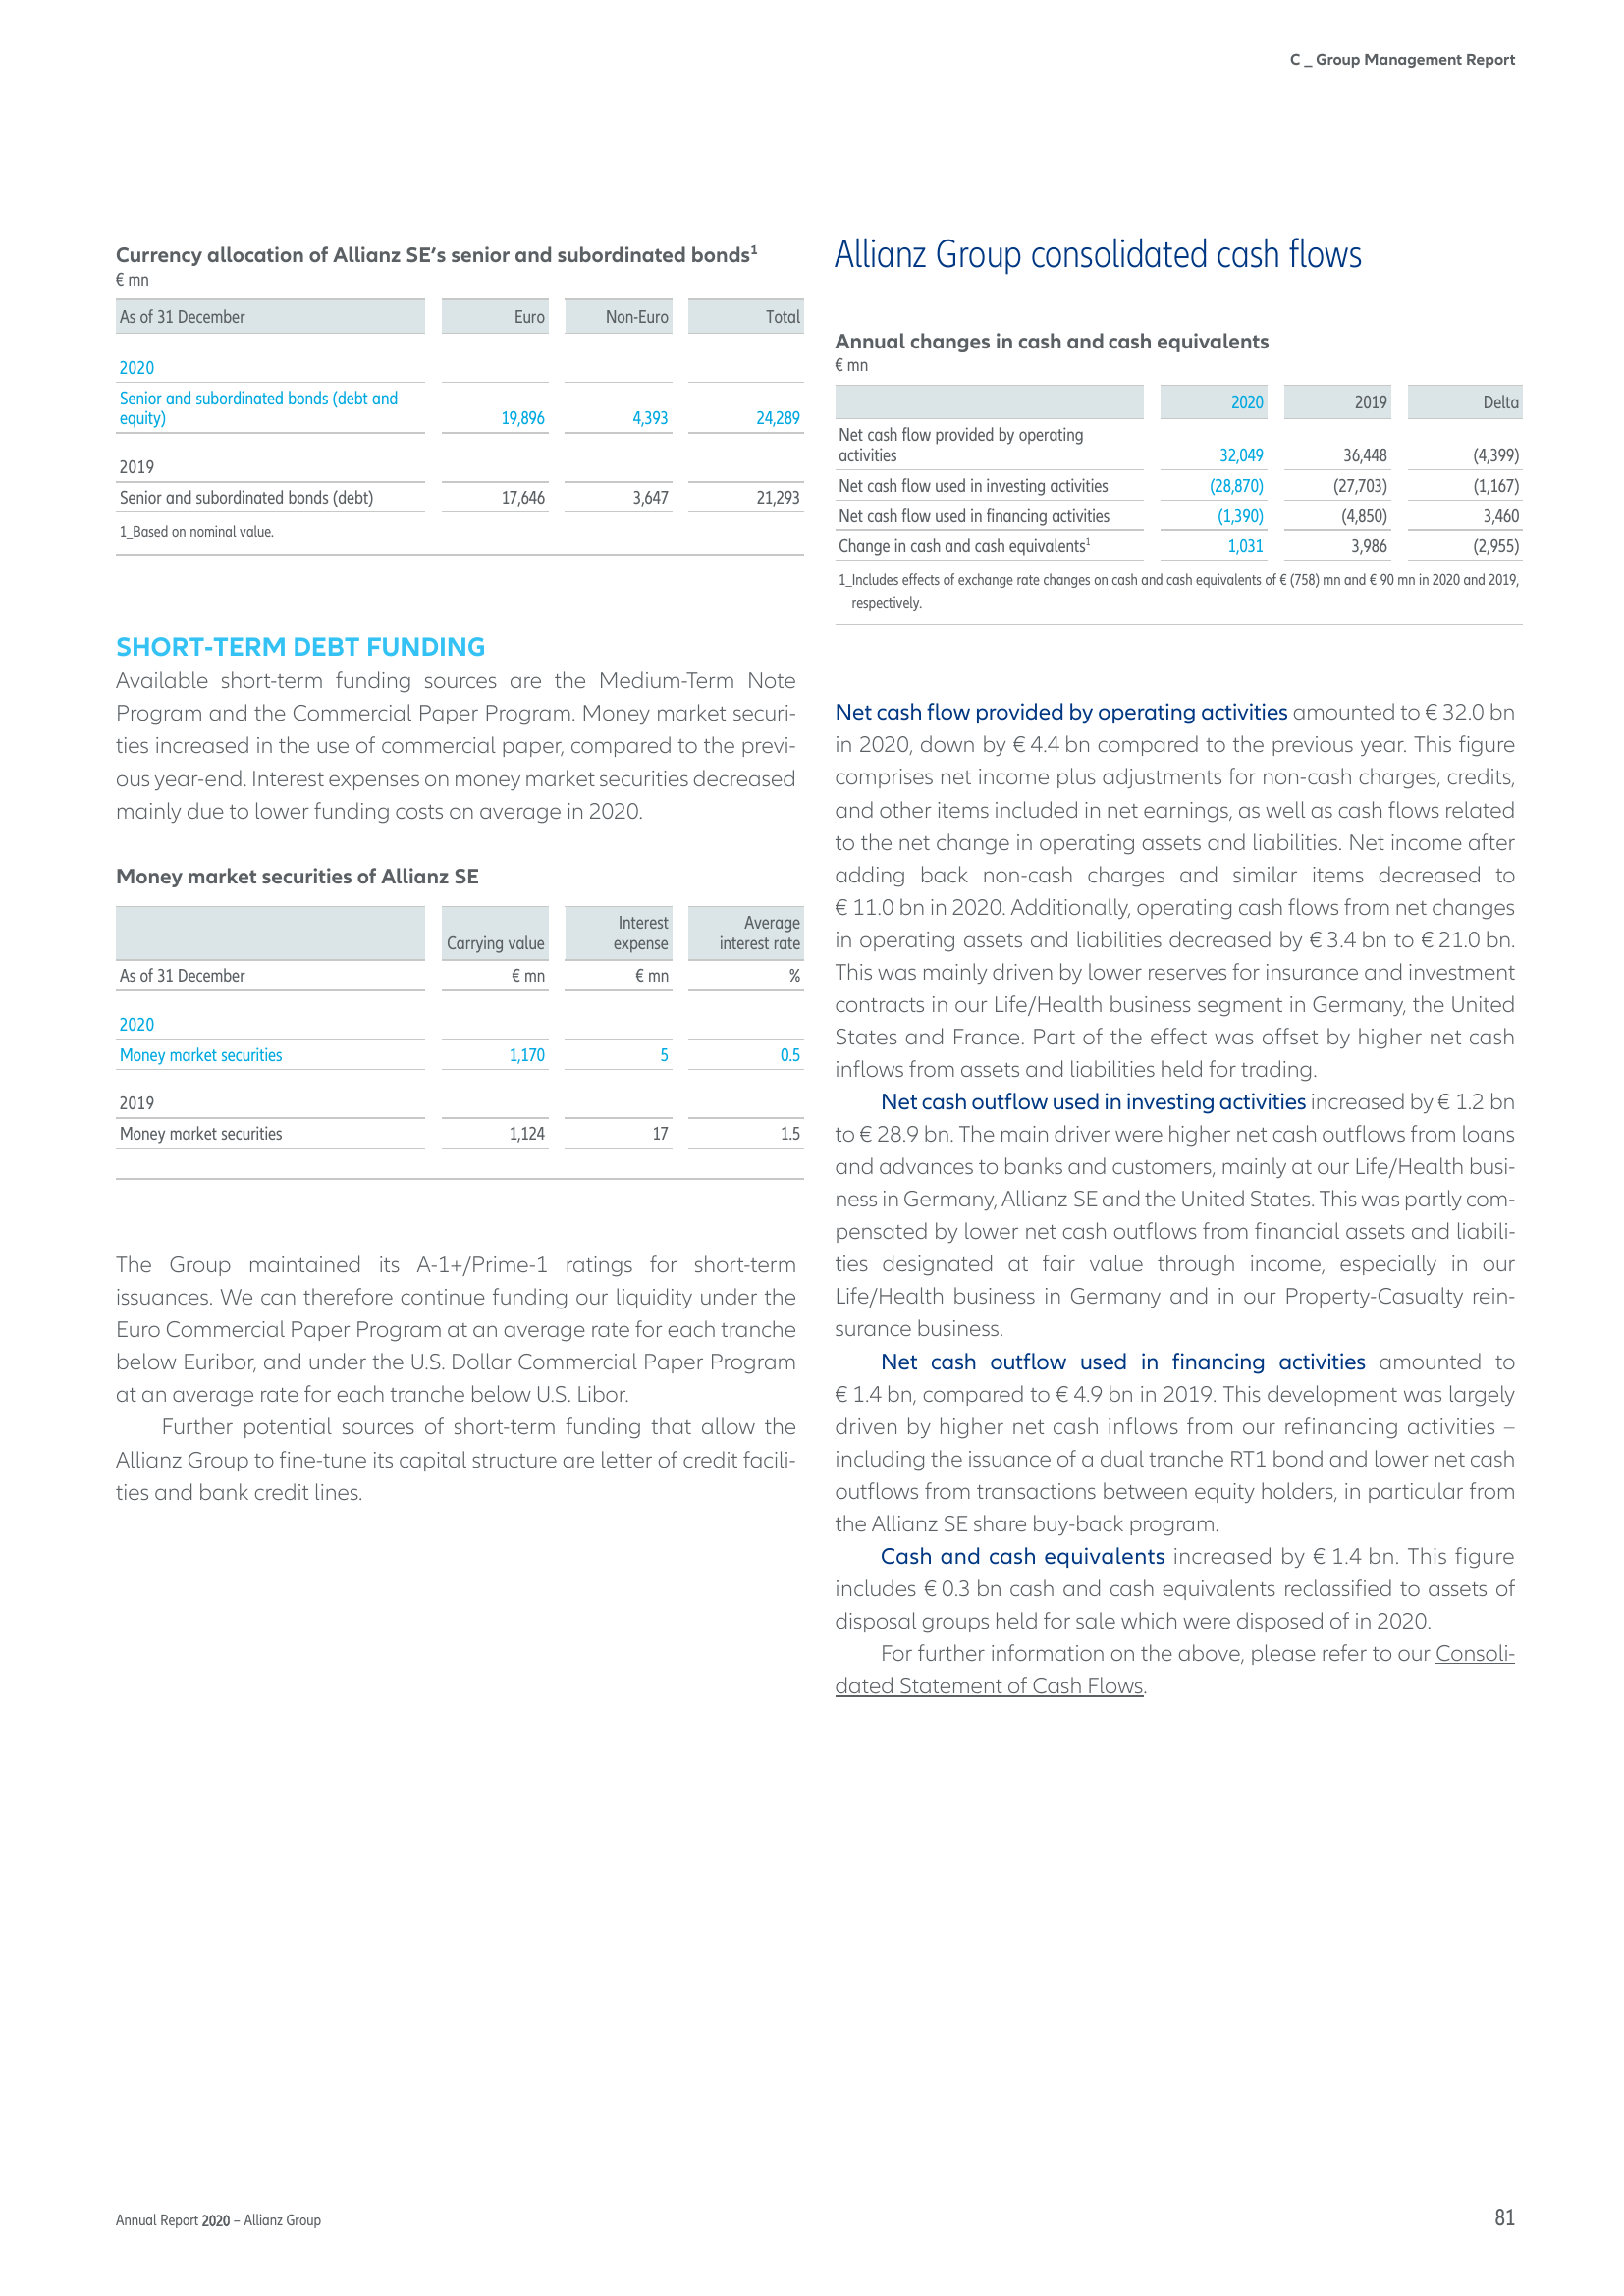 C _ Group Management Report
Currency allocation of Allianz SE’s senior and subordinated bonds1
€ mn
As of 31 December Euro Non-Euro Total
2020
Senior and subordinated bonds (debt and
equity) 19,896 4,393 24,289
2019
Senior and subordinated bonds (debt) 17,646 3,647 21,293
1_Based on nominal value.
SHORT-TERM DEBT FUNDING
Available short-term funding sources are the Medium-Term Note
Program and the Commercial Paper Program. Money market securi-
ties increased in the use of commercial paper, compared to the previ-
ous year-end. Interest expenses on money market securities decreased
mainly due to lower funding costs on average in 2020.
Money market securities of Allianz SE
Interest Average
Carrying value expense interest rate
As of 31 December € mn € mn %
2020
Money market securities 1,170 5 0.5
2019
Money market securities 1,124 17 1.5
The Group maintained its A-1+/Prime-1 ratings for short-term
issuances. We can therefore continue funding our liquidity under the
Euro Commercial Paper Program at an average rate for each tranche
below Euribor, and under the U.S. Dollar Commercial Paper Program
at an average rate for each tranche below U.S. Libor.
Further potential sources of short-term funding that allow the
Allianz Group to fine-tune its capital structure are letter of credit facili-
ties and bank credit lines.
Allianz Group consolidated cash flows
Annual changes in cash and cash equivalents
€ mn
2020 2019 Delta
Net cash flow provided by operating
activities 32,049 36,448 (4,399)
Net cash flow used in investing activities (28,870) (27,703) (1,167)
Net cash flow used in financing activities (1,390) (4,850) 3,460
Change in cash and cash equivalents1 1,031 3,986 (2,955)
1_Includes effects of exchange rate changes on cash and cash equivalents of € (758) mn and € 90 mn in 2020 and 2019,
respectively.
Net cash flow provided by operating activities amounted to € 32.0 bn
in 2020, down by € 4.4 bn compared to the previous year. This figure
comprises net income plus adjustments for non-cash charges, credits,
and other items included in net earnings, as well as cash flows related
to the net change in operating assets and liabilities. Net income after
adding back non-cash charges and similar items decreased to
€ 11.0 bn in 2020. Additionally, operating cash flows from net changes
in operating assets and liabilities decreased by € 3.4 bn to € 21.0 bn.
This was mainly driven by lower reserves for insurance and investment
contracts in our Life/Health business segment in Germany, the United
States and France. Part of the effect was offset by higher net cash
inflows from assets and liabilities held for trading.
Net cash outflow used in investing activities increased by € 1.2 bn
to € 28.9 bn. The main driver were higher net cash outflows from loans
and advances to banks and customers, mainly at our Life/Health busi-
ness in Germany, Allianz SE and the United States. This was partly com-
pensated by lower net cash outflows from financial assets and liabili-
ties designated at fair value through income, especially in our
Life/Health business in Germany and in our Property-Casualty rein-
surance business.
Net cash outflow used in financing activities amounted to
€ 1.4 bn, compared to € 4.9 bn in 2019. This development was largely
driven by higher net cash inflows from our refinancing activities –
including the issuance of a dual tranche RT1 bond and lower net cash
outflows from transactions between equity holders, in particular from
the Allianz SE share buy-back program.
Cash and cash equivalents increased by € 1.4 bn. This figure
includes € 0.3 bn cash and cash equivalents reclassified to assets of
disposal groups held for sale which were disposed of in 2020.
For further information on the above, please refer to our Consoli-
dated Statement of Cash Flows.
Annual Report 2020 – Allianz Group
81